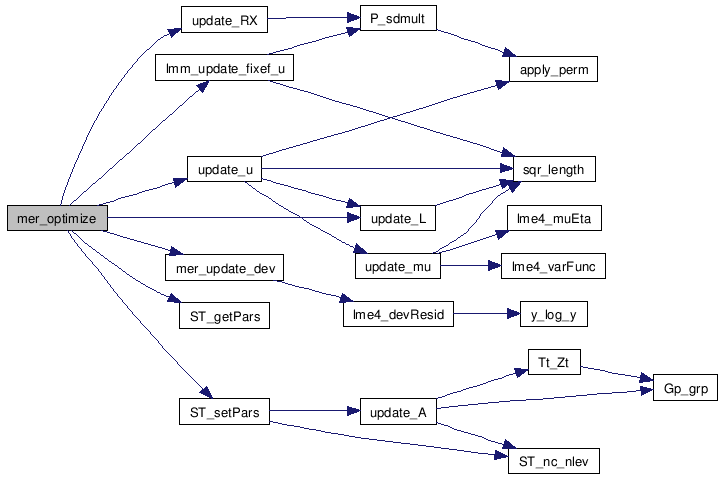 update_RX
P_sdmult
lmm_update_fixef_u
apply_perm
update_u
sqr_length
mer_optimize
update_L
lme4_muEta
mer_update_dev
update_mu
lme4_varFunc
ST_getPars
lme4_devResid
y_log_y
Tt_Zt
Gp_grp
ST_setPars
update_A
ST_nc_nlev